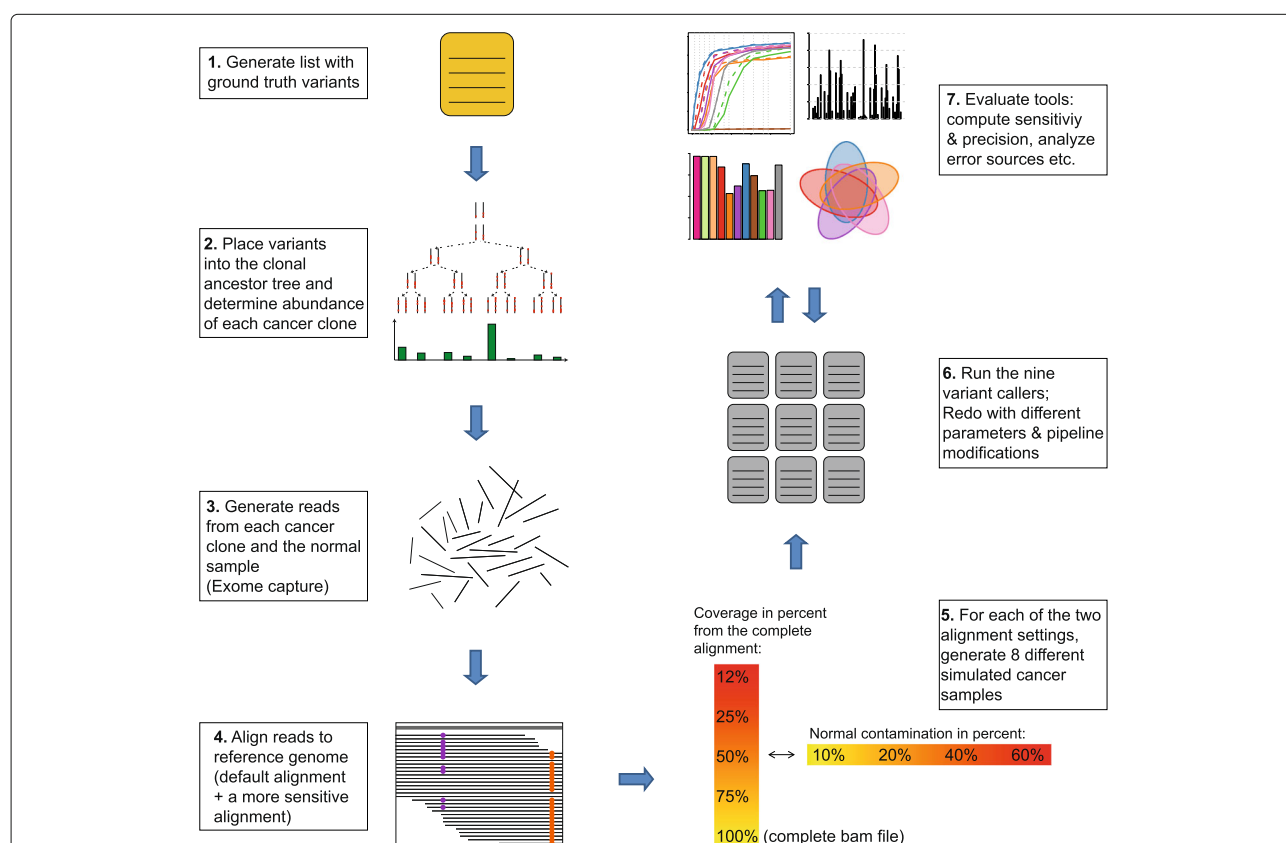 1. Generate list with
ground truth variants
2. Place variants
into the clonal
ancestor tree and
determine abundance
of each cancer clone
3. Generate reads
from each cancer
clone and the normal
sample
(Exome capture)
4. Align reads to
reference genome
(default alignment
+ a more sensitive
alignment)
Coverage in percent
from the complete
alignment:
12%
25%
50%
75%
100% (complete bam file)
Normal contamination in percent:
10% 20% 40% 60%
5. For each of the two
alignment settings,
generate 8 different
simulated cancer
samples
6. Run the nine
variant callers;
Redo with different
parameters & pipeline
modifications
7. Evaluate tools:
compute sensitiviy
& precision, analyze
error sources etc.